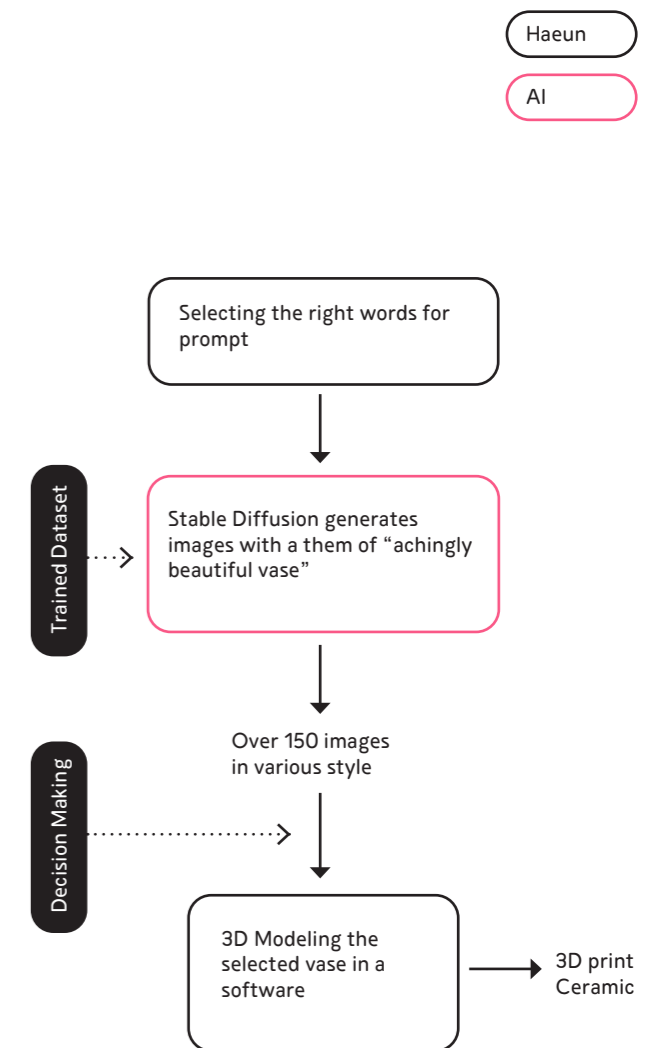 Haeun
AI
Selecting the right words for
prompt
Trained Dataset
Stable Diffusion generates
images with a them of “achingly
beautiful vase”
Over 150 images
in various style
Decision Making
3D Modeling the
selected vase in a
software
3D print
Ceramic